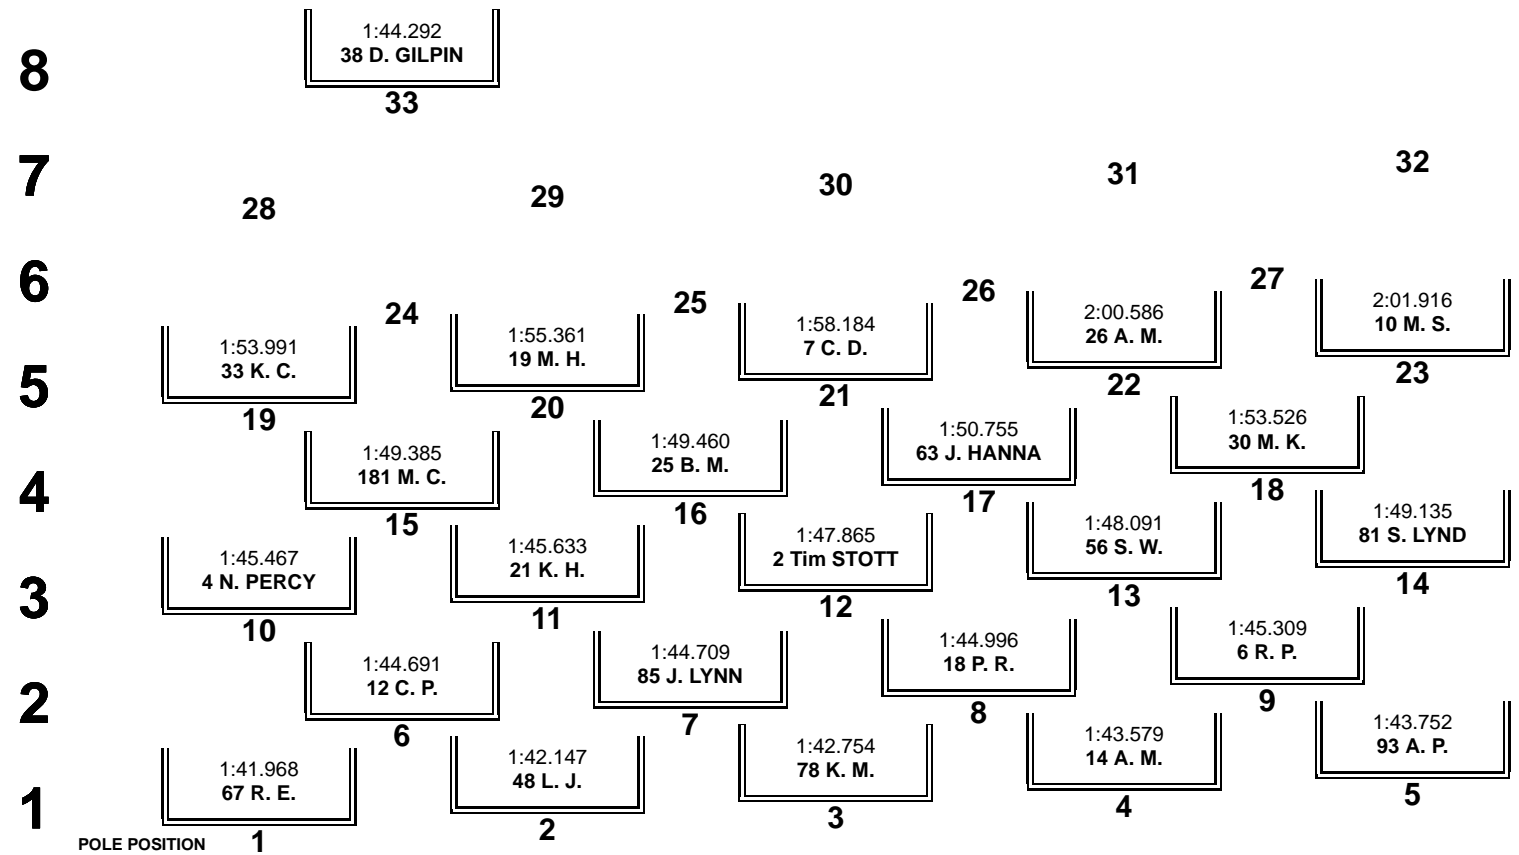 8
1:44.292
38 D. GILPIN
33
7
28
29
30
31
32
6
24
25
26
27
5
1:53.991
33 K. C.
19
1:55.361
19 M. H.
20
1:58.184
7 C. D.
21
2:00.586
26 A. M.
22
2:01.916
10 M. S.
23
4
1:49.385
181 M. C.
15
1:49.460
25 B. M.
16
1:50.755
63 J. HANNA
17
1:53.526
30 M. K.
18
3
1:45.467
4 N. PERCY
10
1:45.633
21 K. H.
11
1:47.865
2 Tim STOTT
12
1:48.091
56 S. W.
13
1:49.135
81 S. LYND
14
2
1:44.691
12 C. P.
6
1:44.709
85 J. LYNN
7
1:44.996
18 P. R.
8
1:45.309
6 R. P.
9
1
POLE POSITION
1:41.968
67 R. E.
1
1:42.147
48 L. J.
2
1:42.754
78 K. M.
3
1:43.579
14 A. M.
4
1:43.752
93 A. P.
5